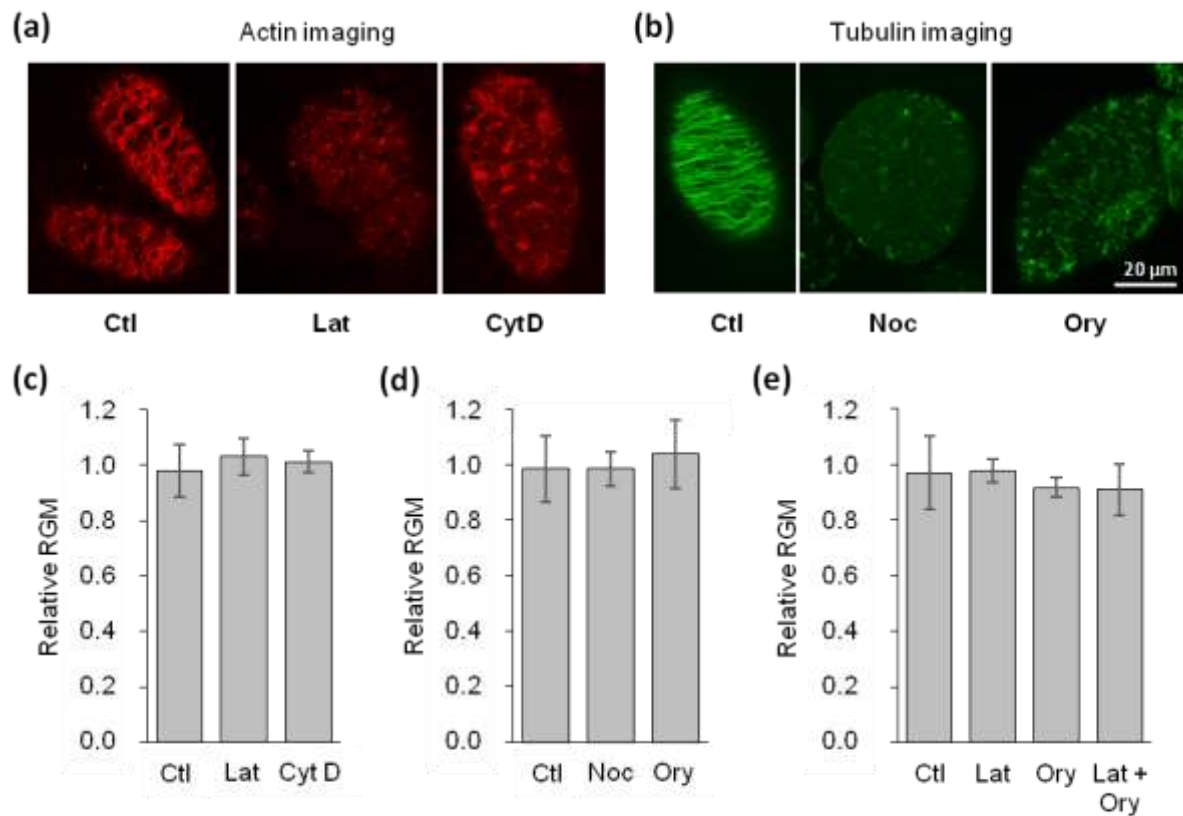 (a)
Actin imaging
Ctl Lat CytD
(b)
Tubulin imaging
20 µm
Ctl Noc Ory
(c)
Relative RGM
1.2
1.0
0.8
0.6
0.4
0.2
0.0
Ctl Lat Cyt D
(d)
Relative RGM
1.2
1.0
0.8
0.6
0.4
0.2
0.0
Ctl Noc Ory
(e)
Relative RGM
1.2
1.0
0.8
0.6
0.4
0.2
0.0
Ctl Lat Ory Lat +
Ory